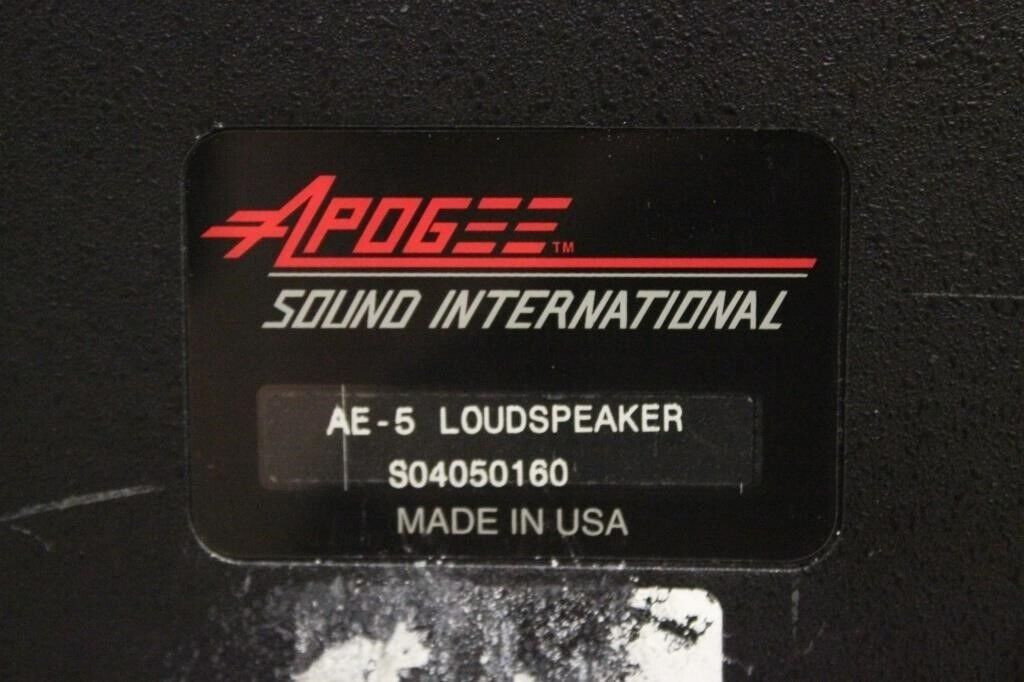 APOGEE™
SOUND INTERNATIONAL
AE-5 LOUDSPEAKER
S04050160
MADE IN USA